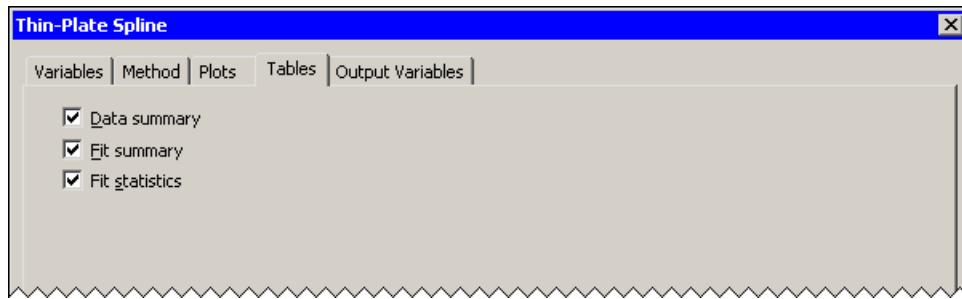 Thin-Plate Spline
Variables Method Plots Tables Output Variables
Data summary
Fit summary
Fit statistics